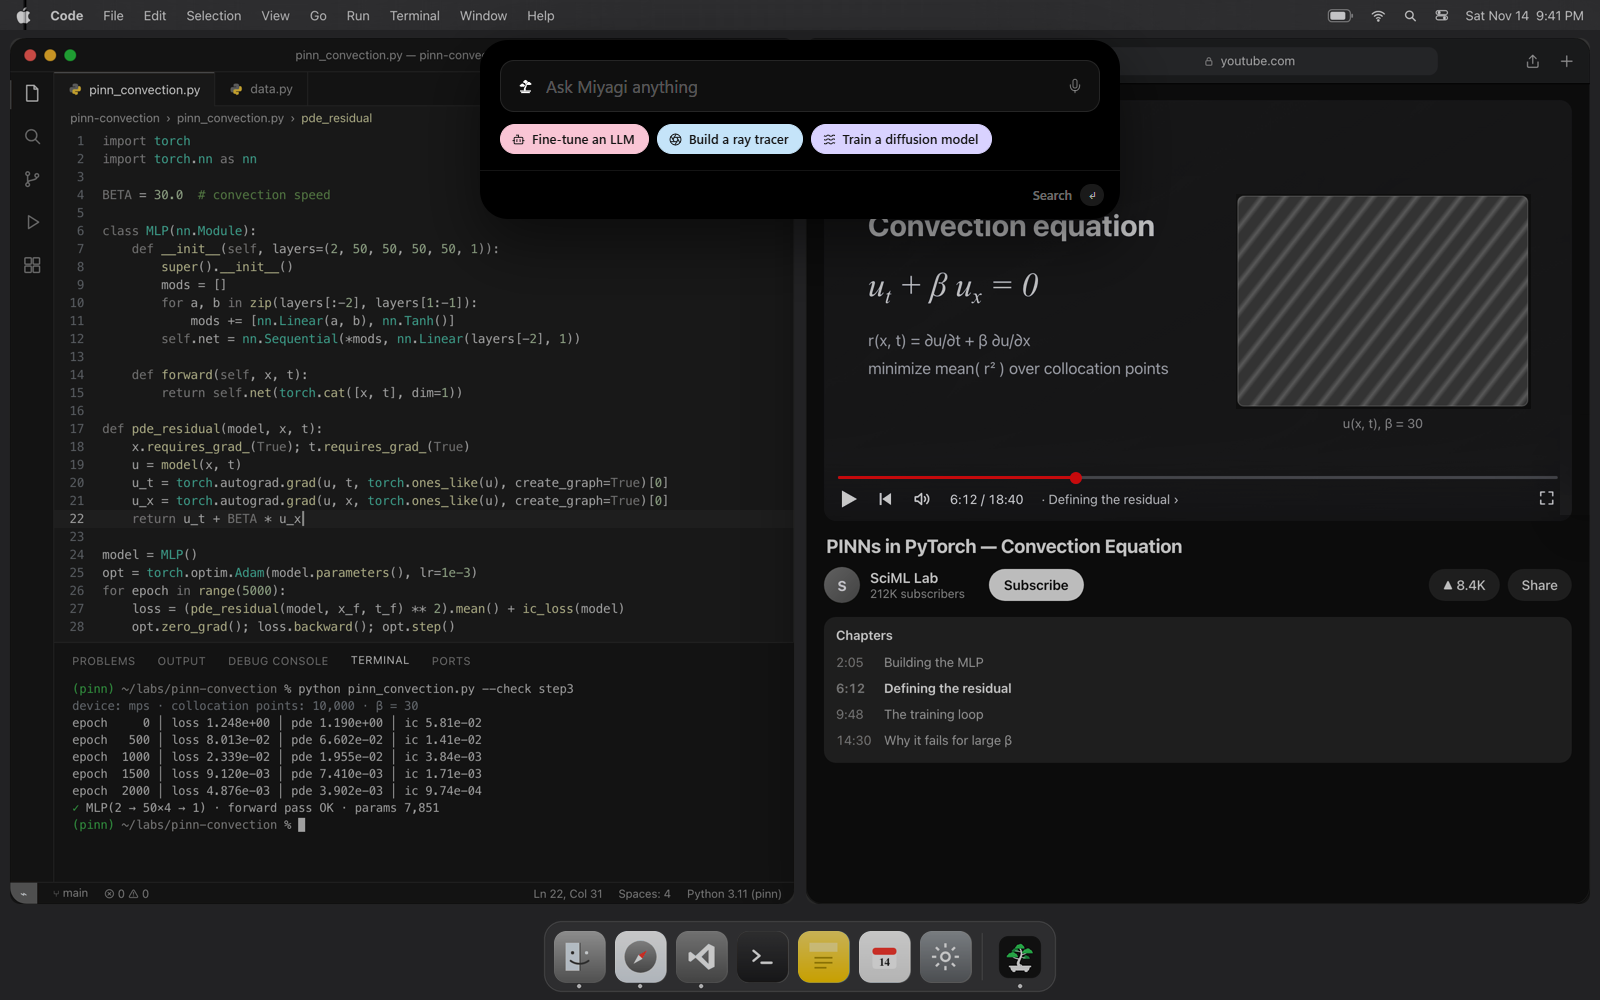 Code File Edit Selection View Go Run Terminal Window Help
Sat Nov 14 9:41 PM
pinn_convection.py — pinn-conve
pinn_convection.py data.py
pinn-convection › pinn_convection.py › pde_residual
1 import torch
2 import torch.nn as nn
3
4 BETA = 30.0 # convection speed
5
6 class MLP(nn.Module):
7 def __init__(self, layers=(2, 50, 50, 50, 50, 1)):
8 super().__init__()
9 mods = []
10 for a, b in zip(layers[:-2], layers[1:-1]):
11 mods += [nn.Linear(a, b), nn.Tanh()]
12 self.net = nn.Sequential(*mods, nn.Linear(layers[-2], 1))
13
14 def forward(self, x, t):
15 return self.net(torch.cat([x, t], dim=1))
16
17 def pde_residual(model, x, t):
18 x.requires_grad_(True); t.requires_grad_(True)
19 u = model(x, t)
20 u_t = torch.autograd.grad(u, t, torch.ones_like(u), create_graph=True)[0]
21 u_x = torch.autograd.grad(u, x, torch.ones_like(u), create_graph=True)[0]
22 return u_t + BETA * u_x
23
24 model = MLP()
25 opt = torch.optim.Adam(model.parameters(), lr=1e-3)
26 for epoch in range(5000):
27 loss = (pde_residual(model, x_f, t_f) ** 2).mean() + ic_loss(model)
28 opt.zero_grad(); loss.backward(); opt.step()
PROBLEMS OUTPUT DEBUG CONSOLE TERMINAL PORTS
(pinn) ~/labs/pinn-convection % python pinn_convection.py --check step3
device: mps · collocation points: 10,000 · β = 30
epoch 0 | loss 1.248e+00 | pde 1.190e+00 | ic 5.81e-02
epoch 500 | loss 8.013e-02 | pde 6.602e-02 | ic 1.41e-02
epoch 1000 | loss 2.339e-02 | pde 1.955e-02 | ic 3.84e-03
epoch 1500 | loss 9.120e-03 | pde 7.410e-03 | ic 1.71e-03
epoch 2000 | loss 4.876e-03 | pde 3.902e-03 | ic 9.74e-04
✓ MLP(2 → 50×4 → 1) · forward pass OK · params 7,851
(pinn) ~/labs/pinn-convection %
main 0 0 Ln 22, Col 31 Spaces: 4 Python 3.11 (pinn)
Ask Miyagi anything
Fine-tune an LLM Build a ray tracer Train a diffusion model
Search
youtube.com
Convection equation
u_t + β u_x = 0
r(x, t) = ∂u/∂t + β ∂u/∂x
minimize mean( r² ) over collocation points
u(x, t), β = 30
6:12 / 18:40 · Defining the residual ›
PINNs in PyTorch — Convection Equation
S SciML Lab
212K subscribers
Subscribe
▲ 8.4K Share
Chapters
2:05 Building the MLP
6:12 Defining the residual
9:48 The training loop
14:30 Why it fails for large β
14